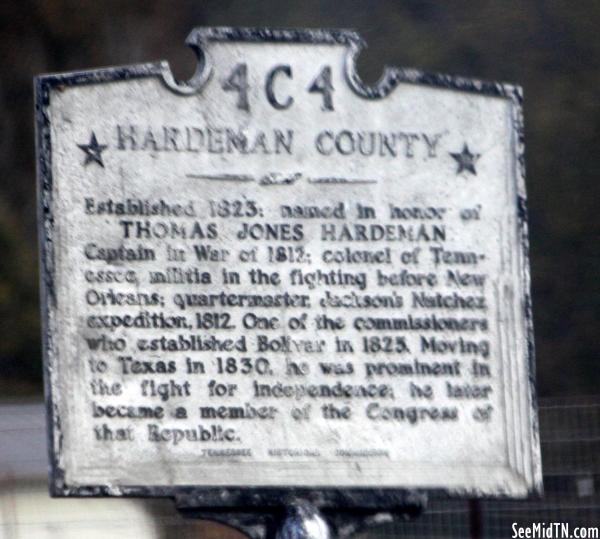 4C4
HARDEMAN COUNTY
Established 1823; named in honor of
THOMAS JONES HARDEMAN
Captain in War of 1812; colonel of Tenn-
essee militia in the fighting before New
Orleans; quartermaster, Jackson's Natchez
expedition, 1812. One of the commissioners
who established Bolivar in 1825. Moving
to Texas in 1830, he was prominent in
the fight for independence; he later
became a member of the Congress of
that Republic.
TENNESSEE HISTORICAL COMMISSION
SeeMidTN.com